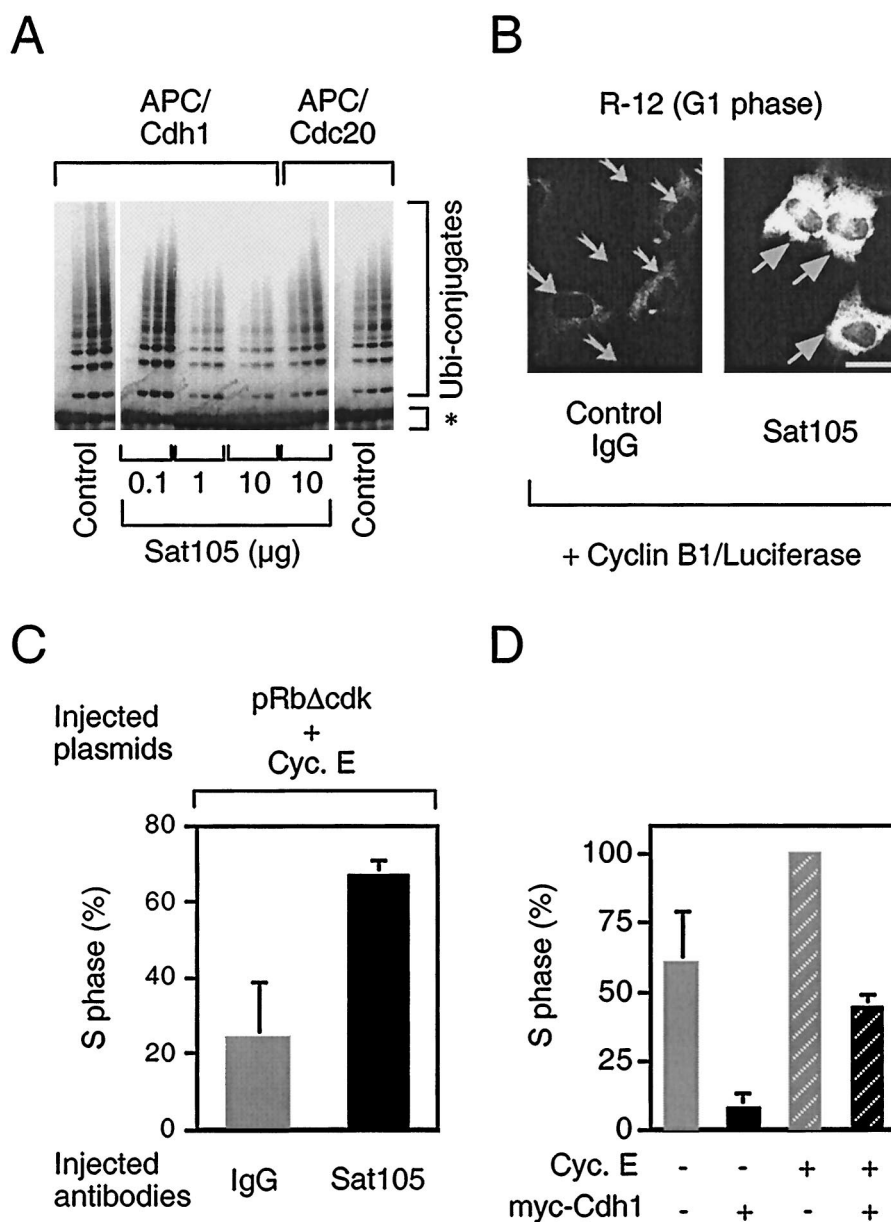 A
APC/
Cdh1
APC/
Cdc20
Ubi-conjugates
*
Control
0.1
1
10
10
Control
Sat105 (µg)
B
R-12 (G1 phase)
Control
IgG
Sat105
+ Cyclin B1/Luciferase
C
Injected
plasmids
pRbΔcdk
+
Cyc. E
S phase (%)
80
60
40
20
0
Injected
antibodies
IgG
Sat105
D
S phase (%)
100
75
50
25
0
Cyc. E - - + +
myc-Cdh1 - + - +